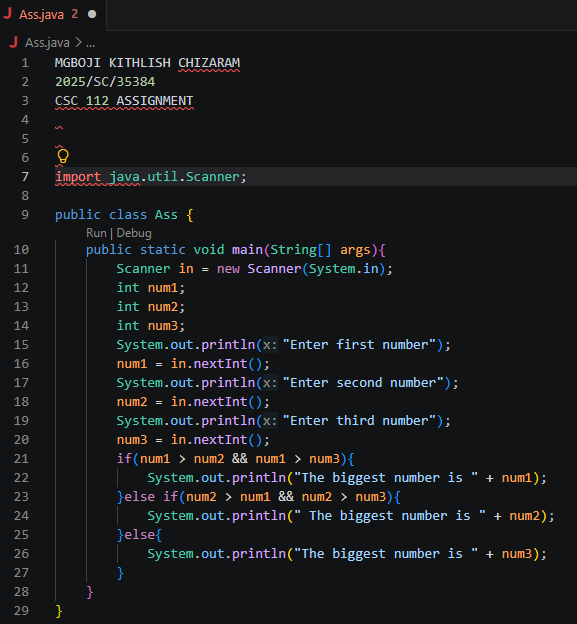 J Ass.java 2 ●
J Ass.java > ...
1 MGBOJI KITHLISH CHIZARAM
2 2025/SC/35384
3 CSC 112 ASSIGNMENT
4
5
6
7 import java.util.Scanner;
8
9 public class Ass {
Run | Debug
10 public static void main(String[] args){
11 Scanner in = new Scanner(System.in);
12 int num1;
13 int num2;
14 int num3;
15 System.out.println(x: "Enter first number");
16 num1 = in.nextInt();
17 System.out.println(x: "Enter second number");
18 num2 = in.nextInt();
19 System.out.println(x: "Enter third number");
20 num3 = in.nextInt();
21 if(num1 > num2 && num1 > num3){
22 System.out.println("The biggest number is " + num1);
23 }else if(num2 > num1 && num2 > num3){
24 System.out.println(" The biggest number is " + num2);
25 }else{
26 System.out.println("The biggest number is " + num3);
27 }
28 }
29 }